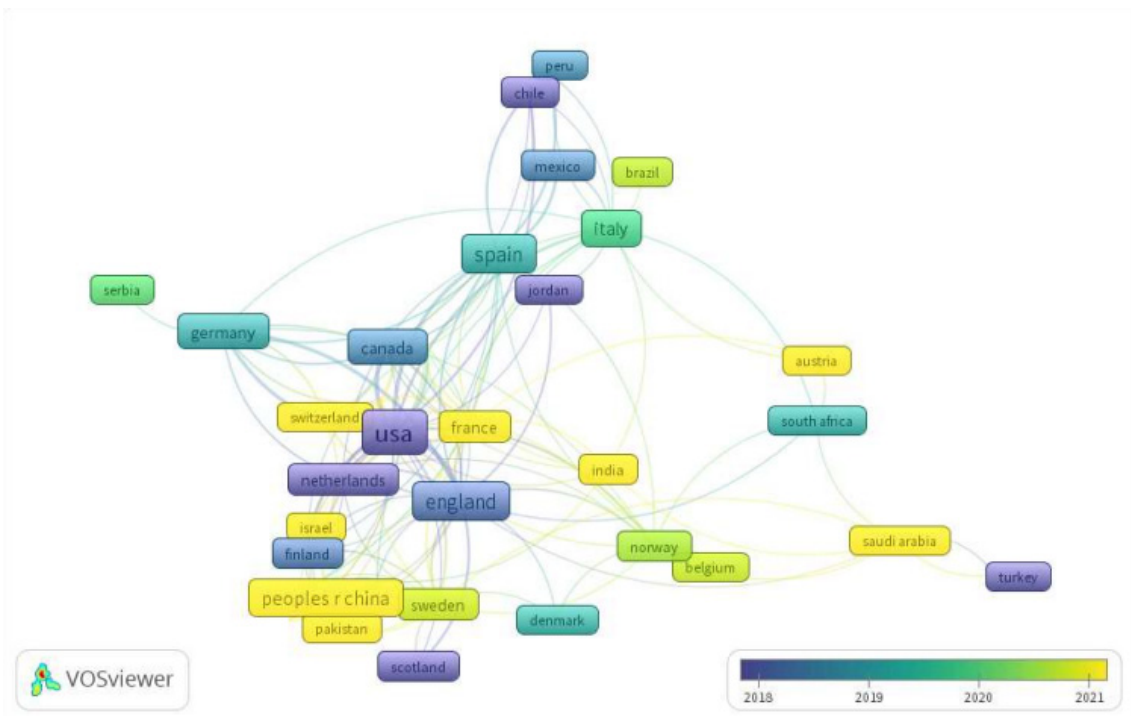 peru
chile
mexico
brazil
italy
spain
jordan
serbia
germany
canada
austria
switzerland
usa
france
south africa
india
netherlands
england
israel
finland
norway
belgium
saudi arabia
turkey
peoples r china
sweden
pakistan
denmark
scotland
VOSviewer
2018 2019 2020 2021